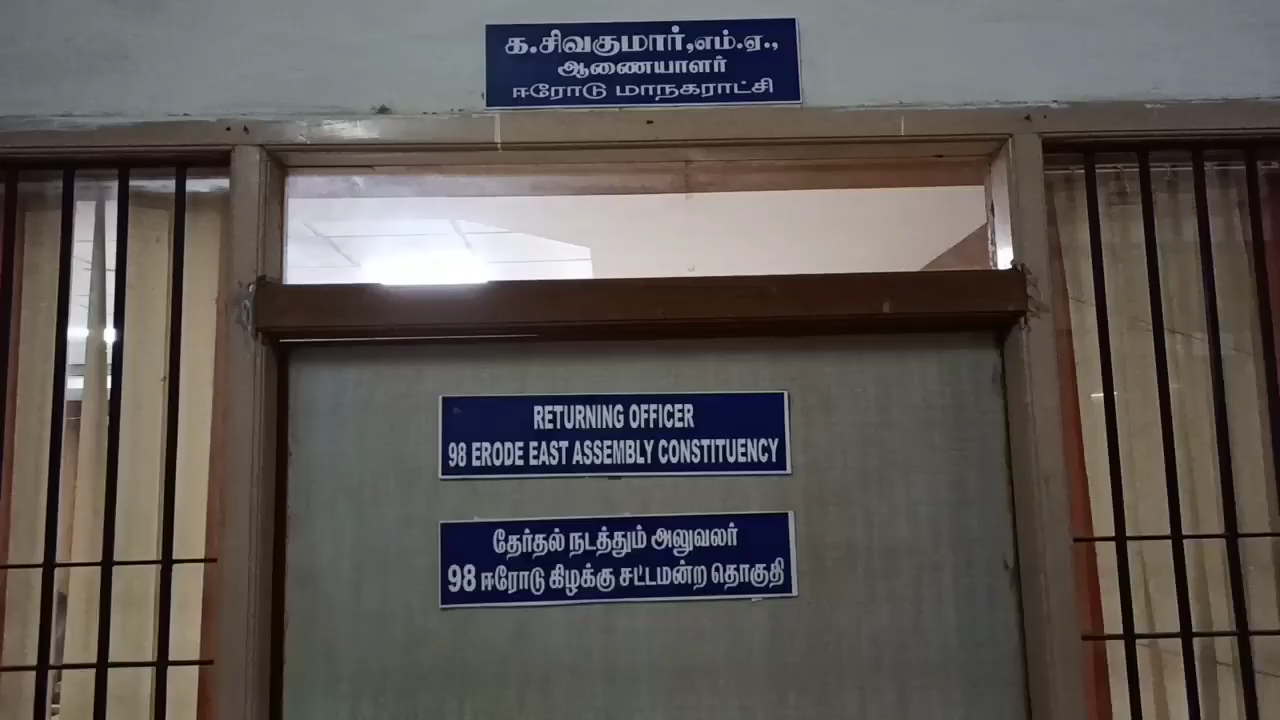 க.சிவகுமார்,எம்.ஏ.,
ஆணையாளர்
ஈரோடு மாநகராட்சி
RETURNING OFFICER
98 ERODE EAST ASSEMBLY CONSTITUENCY
தேர்தல் நடத்தும் அலுவலர்
98 ஈரோடு கிழக்கு சட்டமன்ற தொகுதி